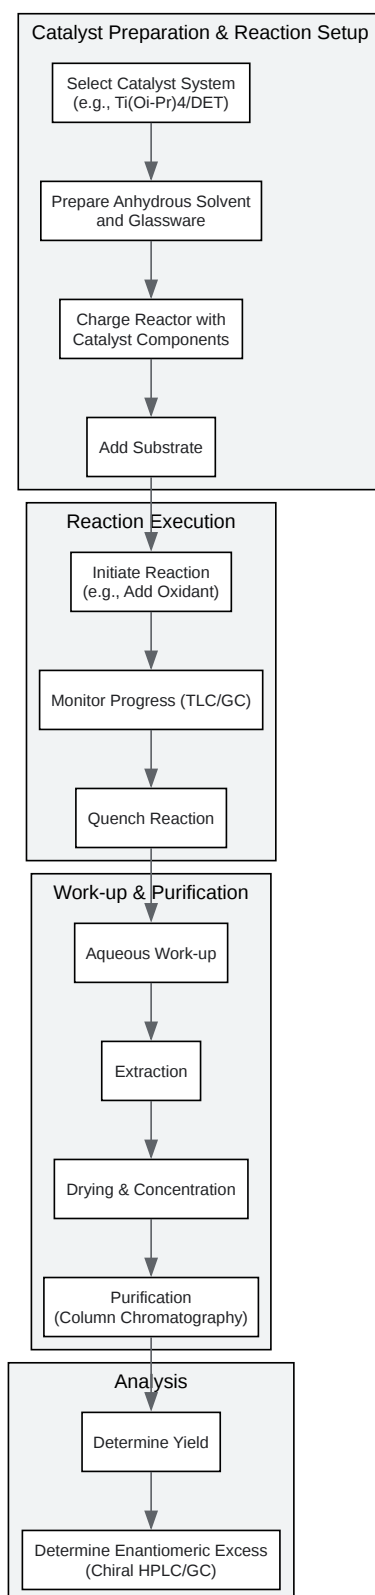 Catalyst Preparation & Reaction Setup
Select Catalyst System
(e.g., Ti(Oi-Pr)4/DET)
Prepare Anhydrous Solvent
and Glassware
Charge Reactor with
Catalyst Components
Add Substrate
Reaction Execution
Initiate Reaction
(e.g., Add Oxidant)
Monitor Progress (TLC/GC)
Quench Reaction
Work-up & Purification
Aqueous Work-up
Extraction
Drying & Concentration
Purification
(Column Chromatography)
Analysis
Determine Yield
Determine Enantiomeric Excess
(Chiral HPLC/GC)